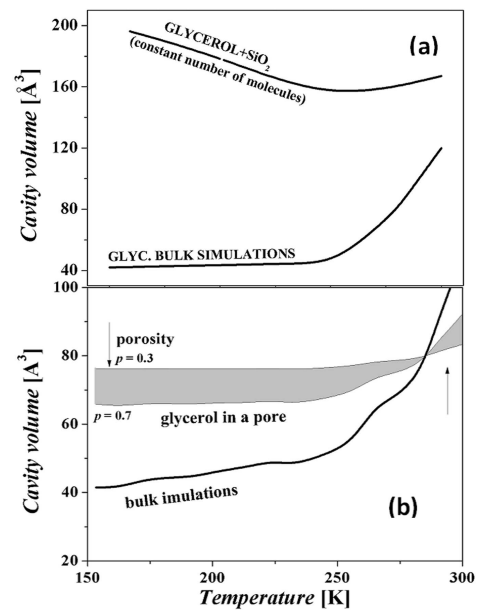 200
160
120
80
40
Cavity volume [Å³]
(a)
GLYCEROL+SiO₂
(constant number of molecules)
GLYC. BULK SIMULATIONS
100
80
60
40
20
Cavity volume [Å³]
porosity
p = 0.3
p = 0.7
glycerol in a pore
bulk imulations
(b)
150
200
250
300
Temperature [K]